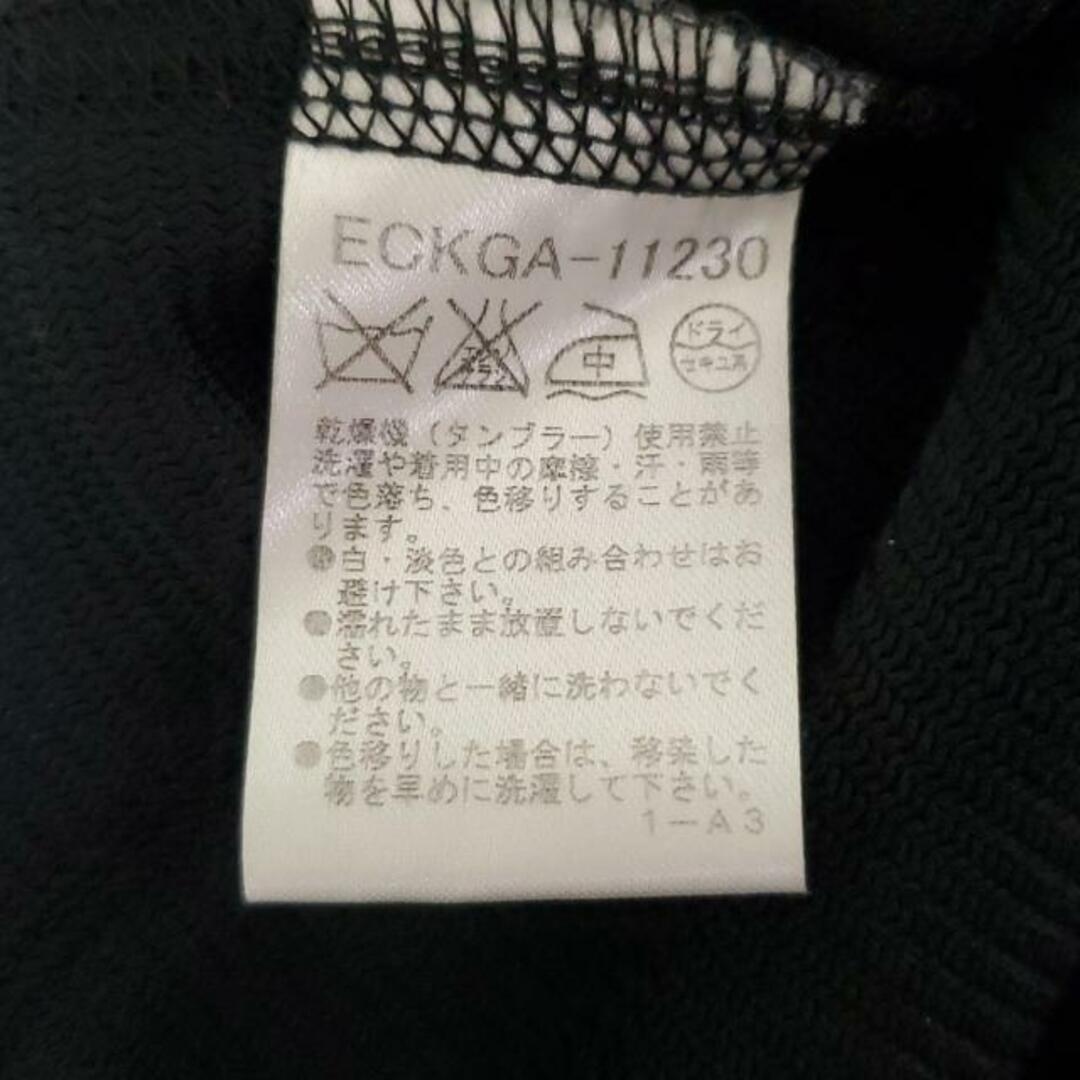 ECKGA-11230
中
ドライ
セキユ系
乾燥機（タンブラー）使用禁止
洗濯や着用中の摩擦・汗・雨等
で色落ち、色移りすることがあ
ります。
●白・淡色との組み合わせはお
避け下さい。
●濡れたまま放置しないでくだ
さい。
●他の物と一緒に洗わないでく
ださい。
●色移りした場合は、移染した
物を早めに洗濯して下さい。
1-A3